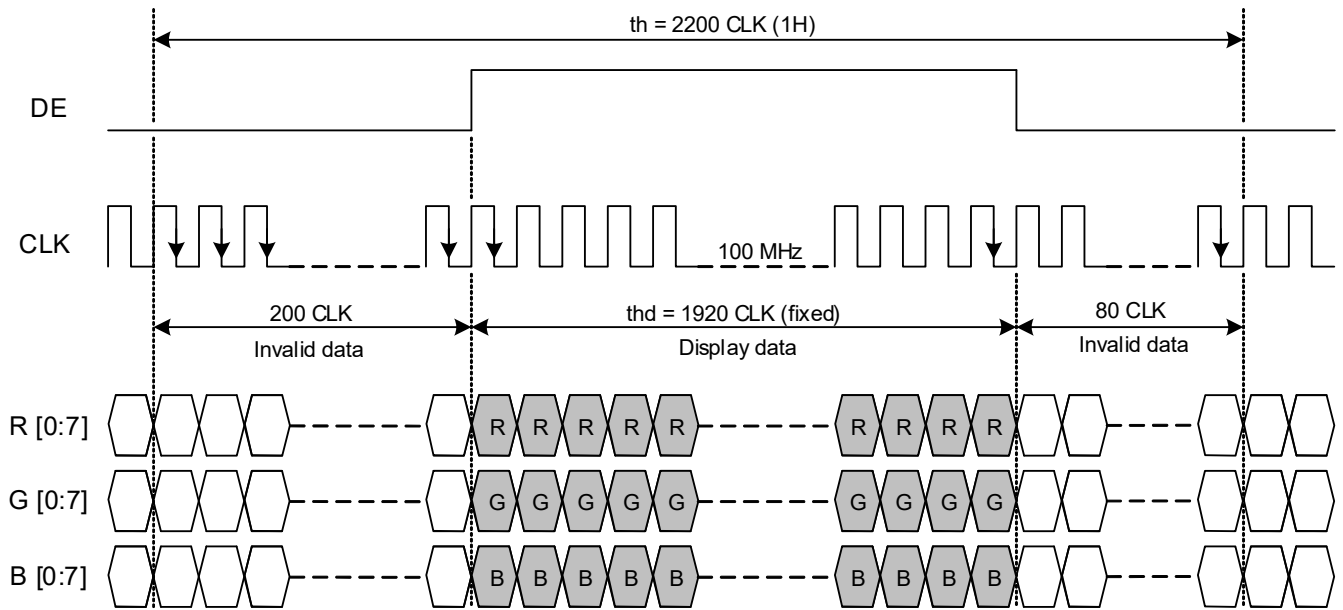 th = 2200 CLK (1H)
DE
CLK
100 MHz
200 CLK
thd = 1920 CLK (fixed)
80 CLK
Invalid data
Display data
Invalid data
R [0:7]
R R R R R R R R R
G [0:7]
G G G G G G G G G
B [0:7]
B B B B B B B B B